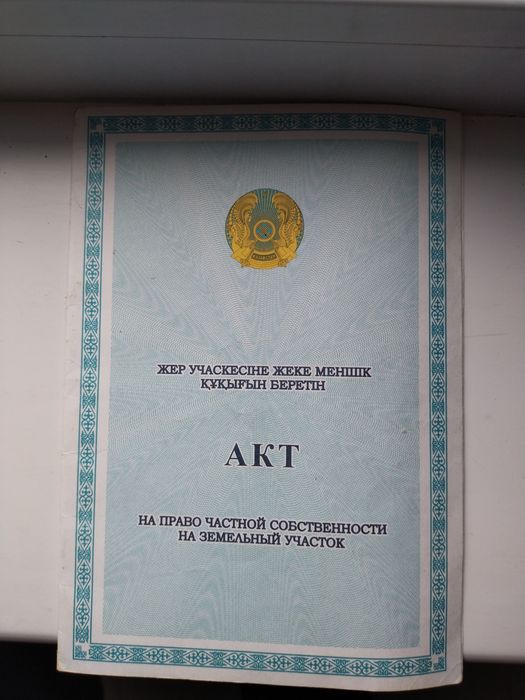 ЖЕР УЧАСКЕСІНЕ ЖЕКЕ МЕНШІК
ҚҰҚЫҒЫН БЕРЕТІН
АКТ
НА ПРАВО ЧАСТНОЙ СОБСТВЕННОСТИ
НА ЗЕМЕЛЬНЫЙ УЧАСТОК